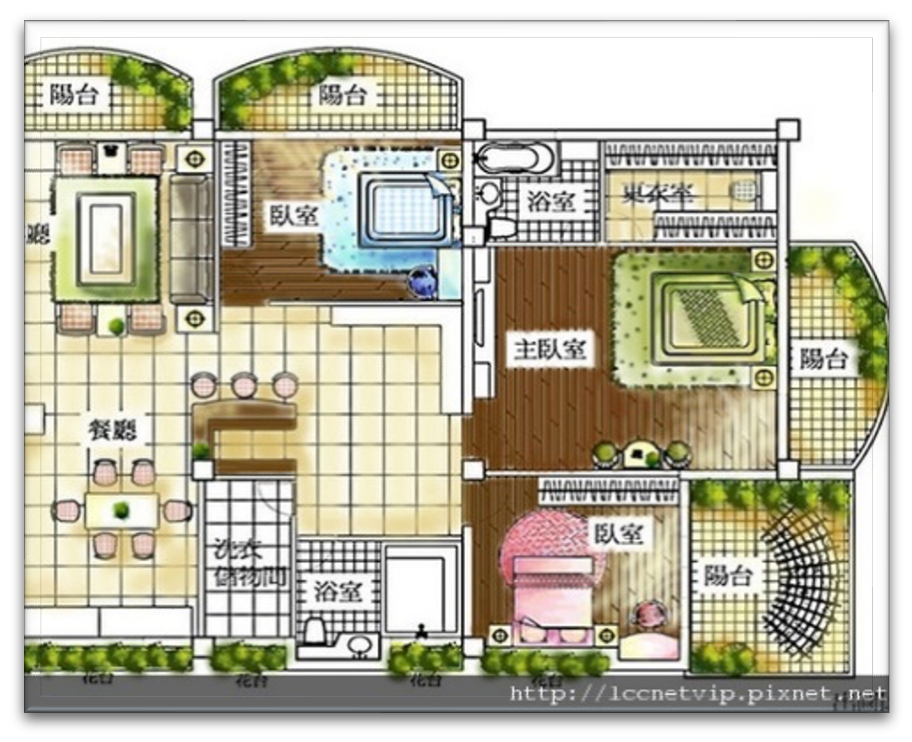 陽台
陽台
臥室
浴室
更衣室
廳
主臥室
陽台
餐廳
臥室
洗衣
儲物間
浴室
陽台
花台
花台
花台
花台
http://lccnetvip.pixnet.net